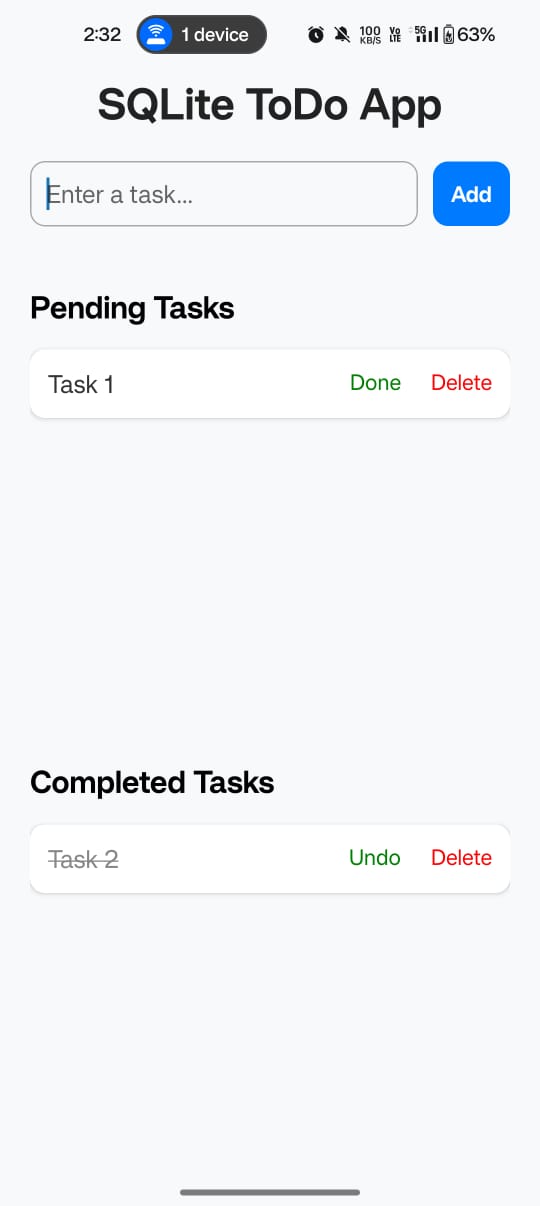 2:32 1 device 100 KB/S Vo LTE 5G 63%
SQLite ToDo App
Enter a task... Add
Pending Tasks
Task 1 Done Delete
Completed Tasks
Task 2 Undo Delete